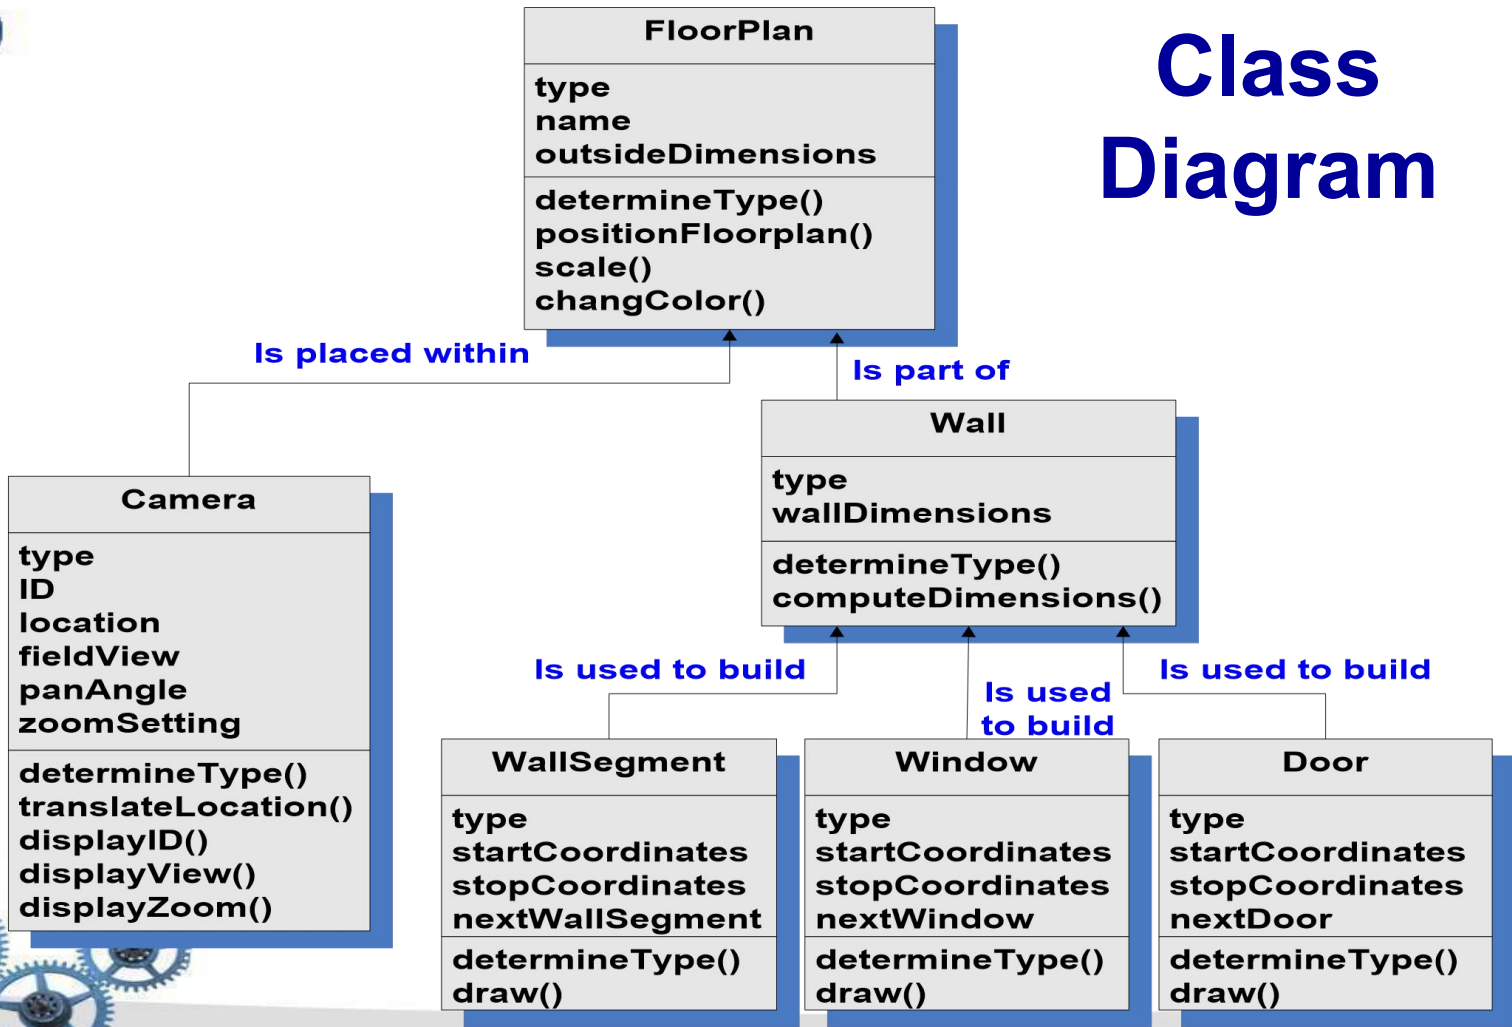 Class
Diagram
FloorPlan
type
name
outsideDimensions
determineType()
positionFloorplan()
scale()
changColor()
Is placed within
Is part of
Wall
type
wallDimensions
determineType()
computeDimensions()
Camera
type
ID
location
fieldView
panAngle
zoomSetting
determineType()
translateLocation()
displayID()
displayView()
displayZoom()
Is used to build
Is used
to build
Is used to build
WallSegment
type
startCoordinates
stopCoordinates
nextWallSegment
determineType()
draw()
Window
type
startCoordinates
stopCoordinates
nextWindow
determineType()
draw()
Door
type
startCoordinates
stopCoordinates
nextDoor
determineType()
draw()